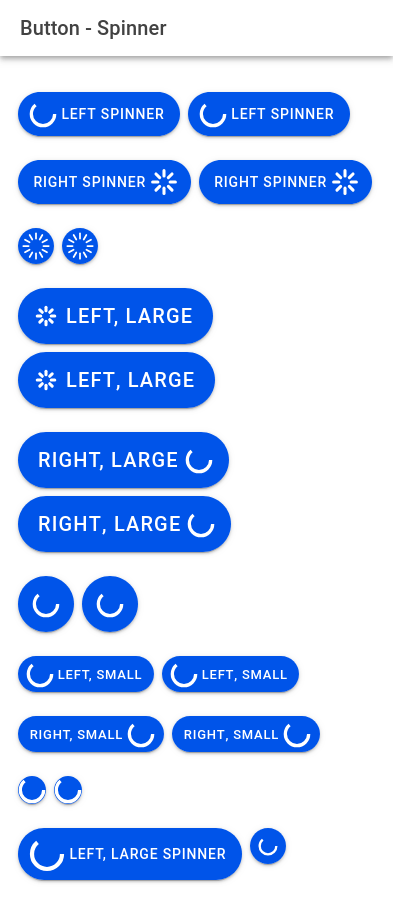 Button - Spinner
LEFT SPINNER LEFT SPINNER
RIGHT SPINNER RIGHT SPINNER
LEFT, LARGE
LEFT, LARGE
RIGHT, LARGE
RIGHT, LARGE
LEFT, SMALL LEFT, SMALL
RIGHT, SMALL RIGHT, SMALL
LEFT, LARGE SPINNER